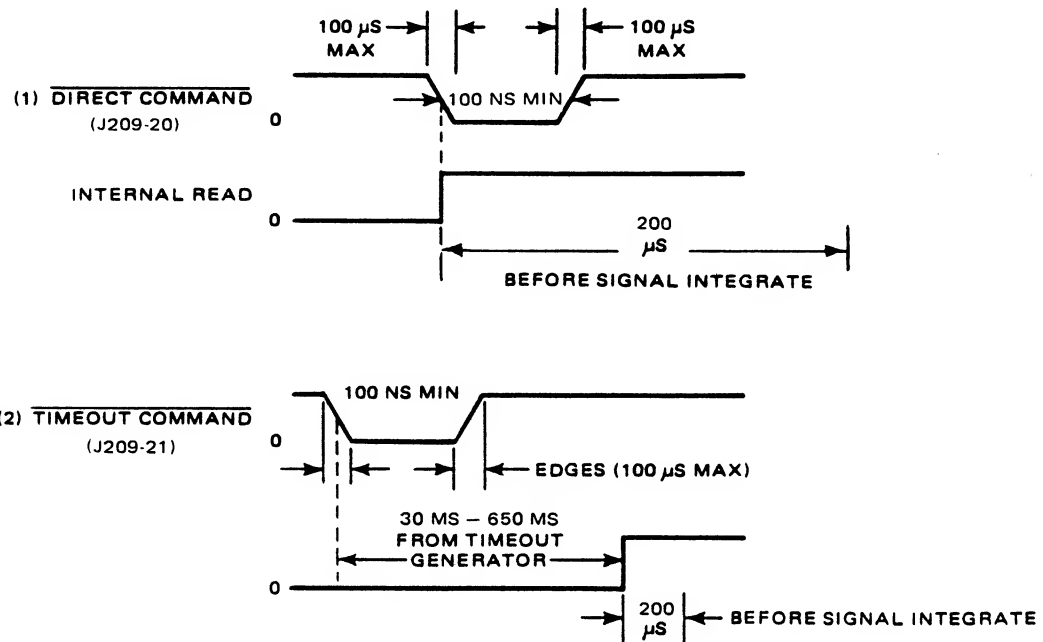 100 µS
MAX
100 µS
MAX
(1) DIRECT COMMAND
(J209-20)
0
100 NS MIN
INTERNAL READ
0
200
µS
BEFORE SIGNAL INTEGRATE
(2) TIMEOUT COMMAND
(J209-21)
0
100 NS MIN
EDGES (100 µS MAX)
30 MS – 650 MS
FROM TIMEOUT
GENERATOR
0
200
µS
BEFORE SIGNAL INTEGRATE